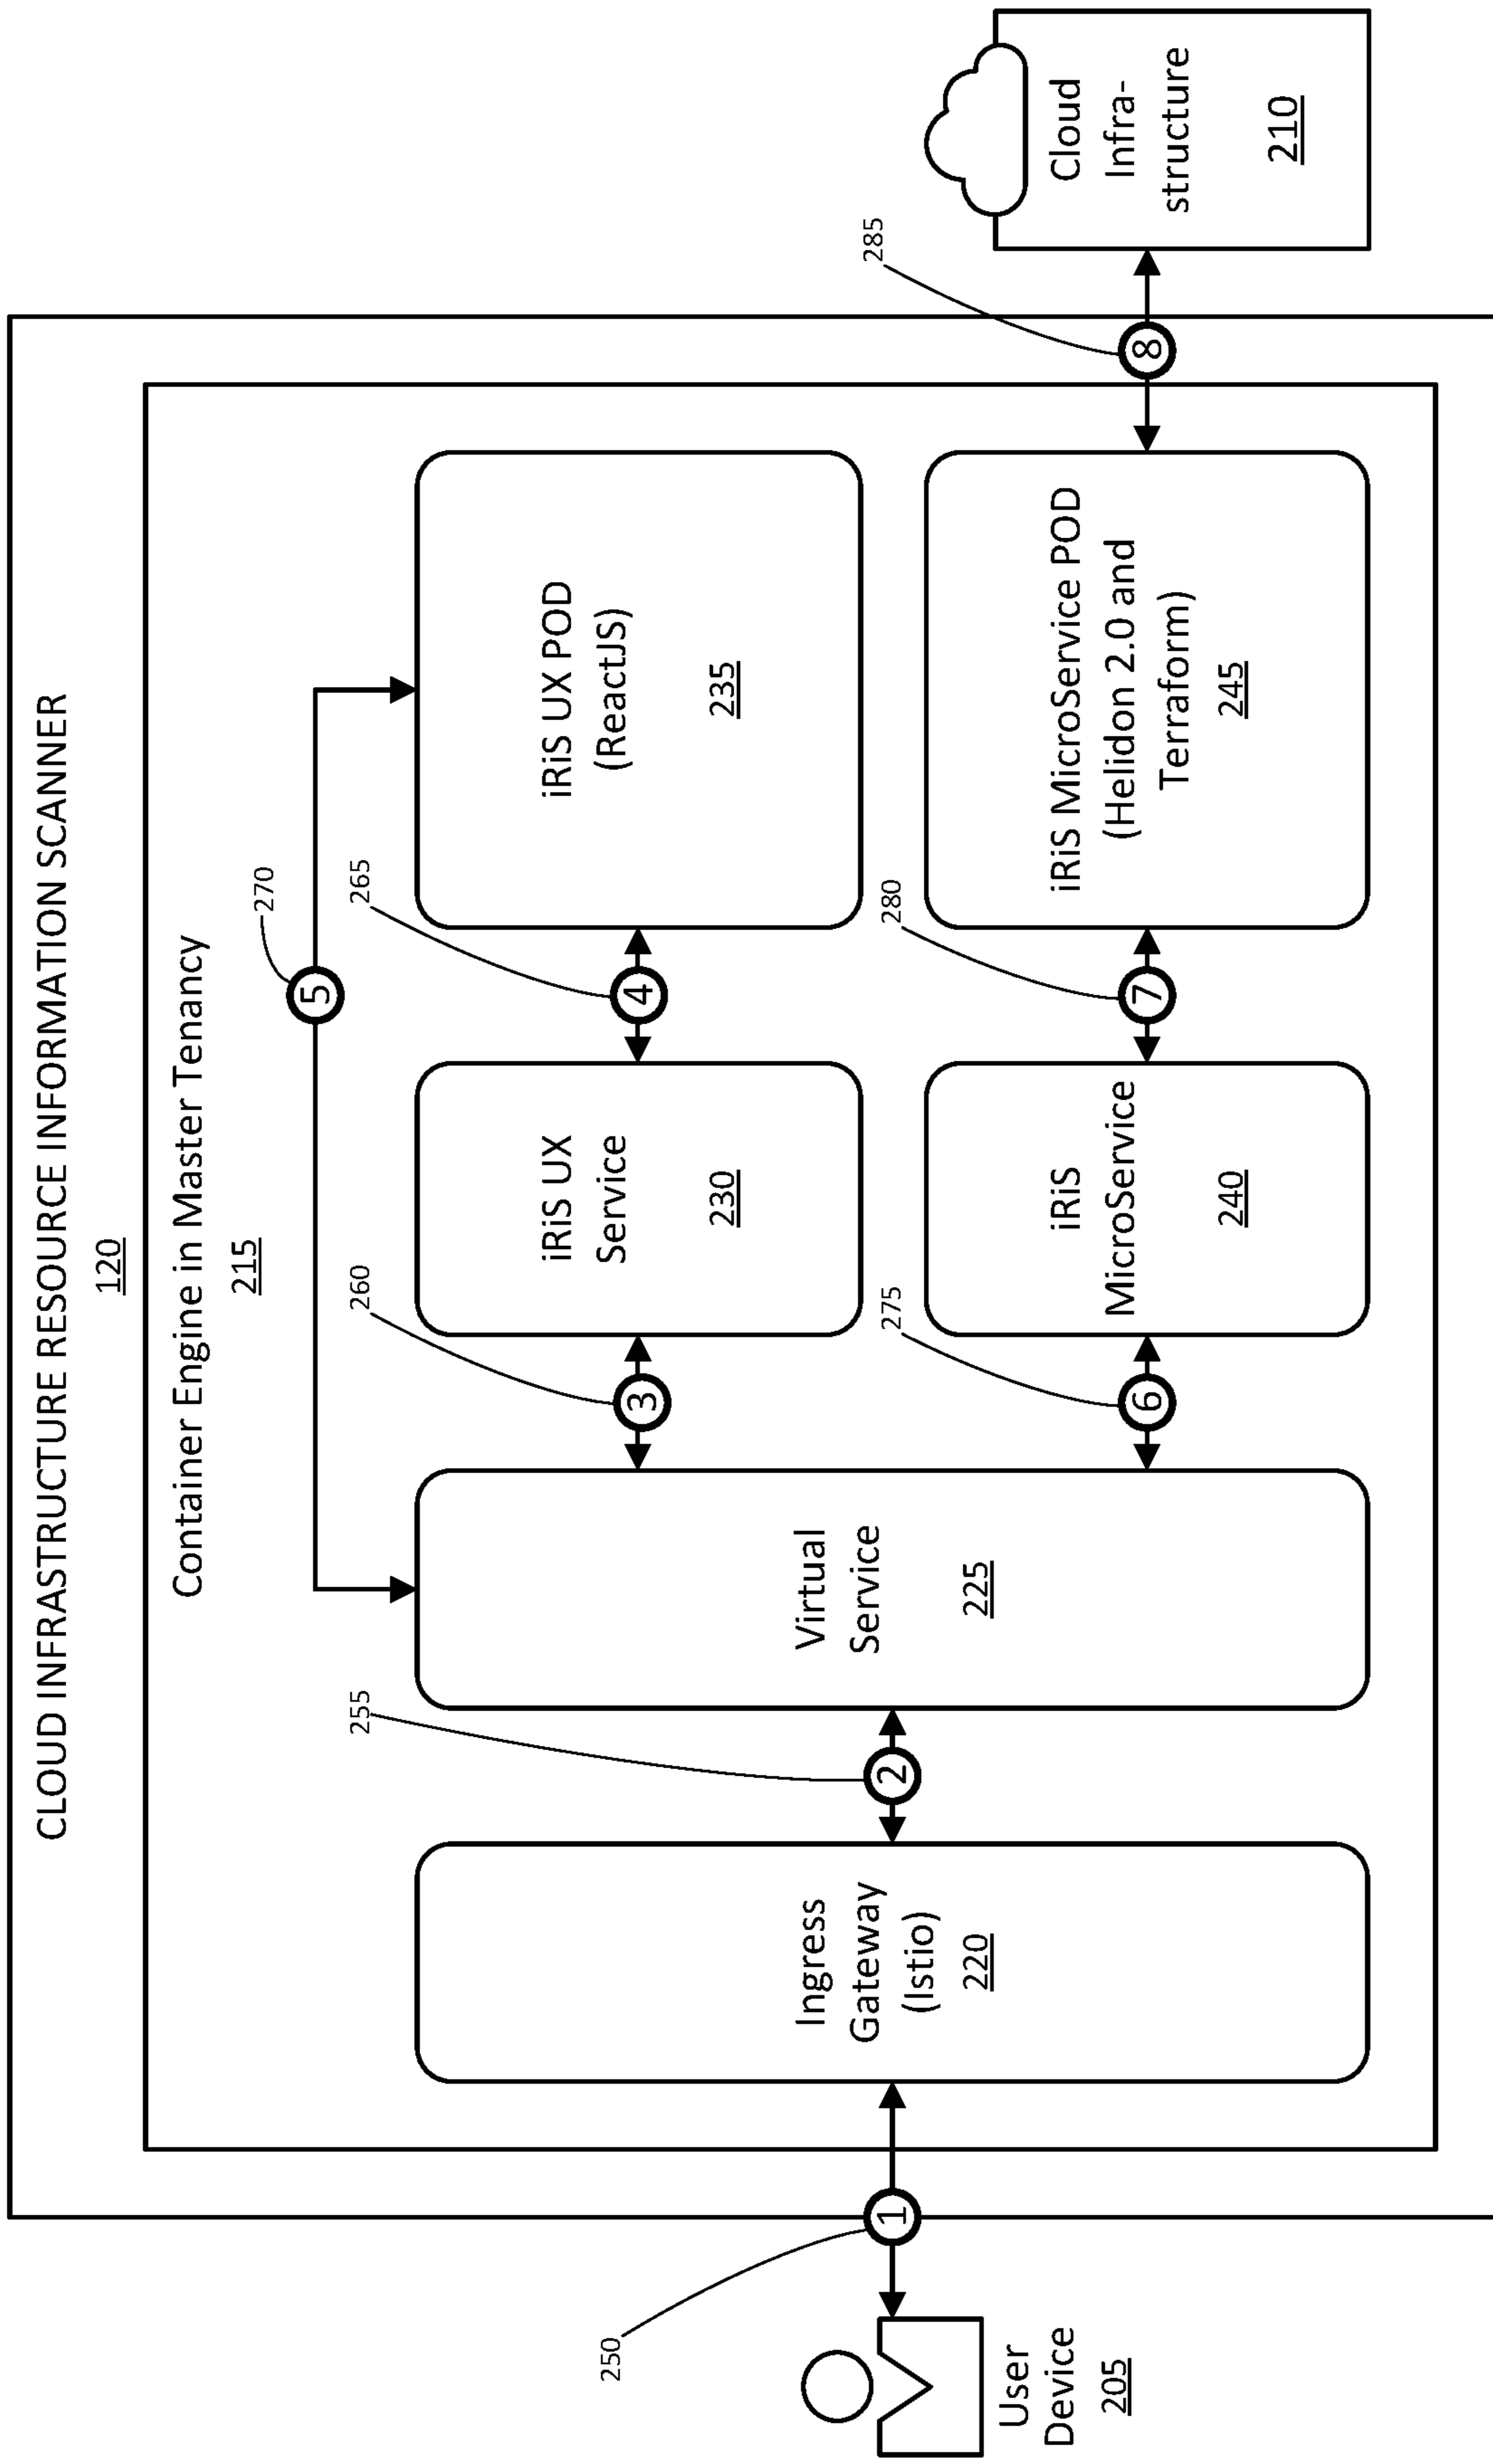 CLOUD INFRASTRUCTURE RESOURCE INFORMATION SCANNER
120
Container Engine in Master Tenancy
215
270
5
250
1
User
Device
205
Ingress
Gateway
(Istio)
220
255
2
Virtual
Service
225
260
3
iRiS UX
Service
230
265
4
iRiS UX POD
(ReactJS)
235
275
6
iRiS
MicroService
240
280
7
iRiS MicroService POD
(Helidon 2.0 and
Terraform)
245
285
8
Cloud
Infra-
structure
210